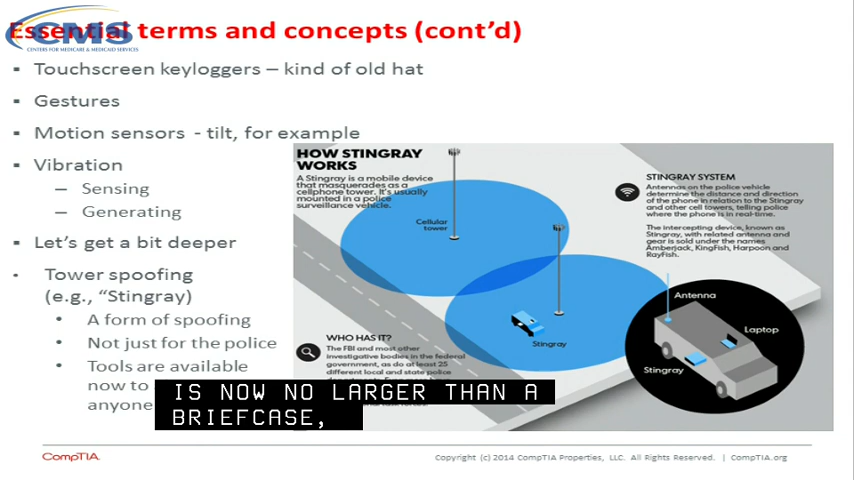 Essential terms and concepts (cont’d)
CMS
CENTERS FOR MEDICARE & MEDICAID SERVICES
▪ Touchscreen keyloggers – kind of old hat
▪ Gestures
▪ Motion sensors - tilt, for example
▪ Vibration
– Sensing
– Generating
▪ Let’s get a bit deeper
• Tower spoofing
(e.g., “Stingray)
• A form of spoofing
• Not just for the police
• Tools are available
now to
anyone
HOW STINGRAY
WORKS
A Stingray is a mobile device
that masquerades as a
cellphone tower. It's usually
mounted in a police
surveillance vehicle.
Cellular
tower
Stingray
WHO HAS IT?
The FBI and most other
investigative bodies in the federal
government, as do at least 25
different local and state police
STINGRAY SYSTEM
Antennas on the police vehicle
determine the distance and direction
of the phone in relation to the Stingray
and other cell towers, telling police
where the phone is in real-time.
The intercepting device, known as
Stingray, with related antenna and
gear is sold under the names
Amberjack, KingFish, Harpoon and
RayFish.
Antenna
Laptop
Stingray
IS NOW NO LARGER THAN A
BRIEFCASE,
CompTIA.
Copyright (c) 2014 CompTIA Properties, LLC. All Rights Reserved. | CompTIA.org